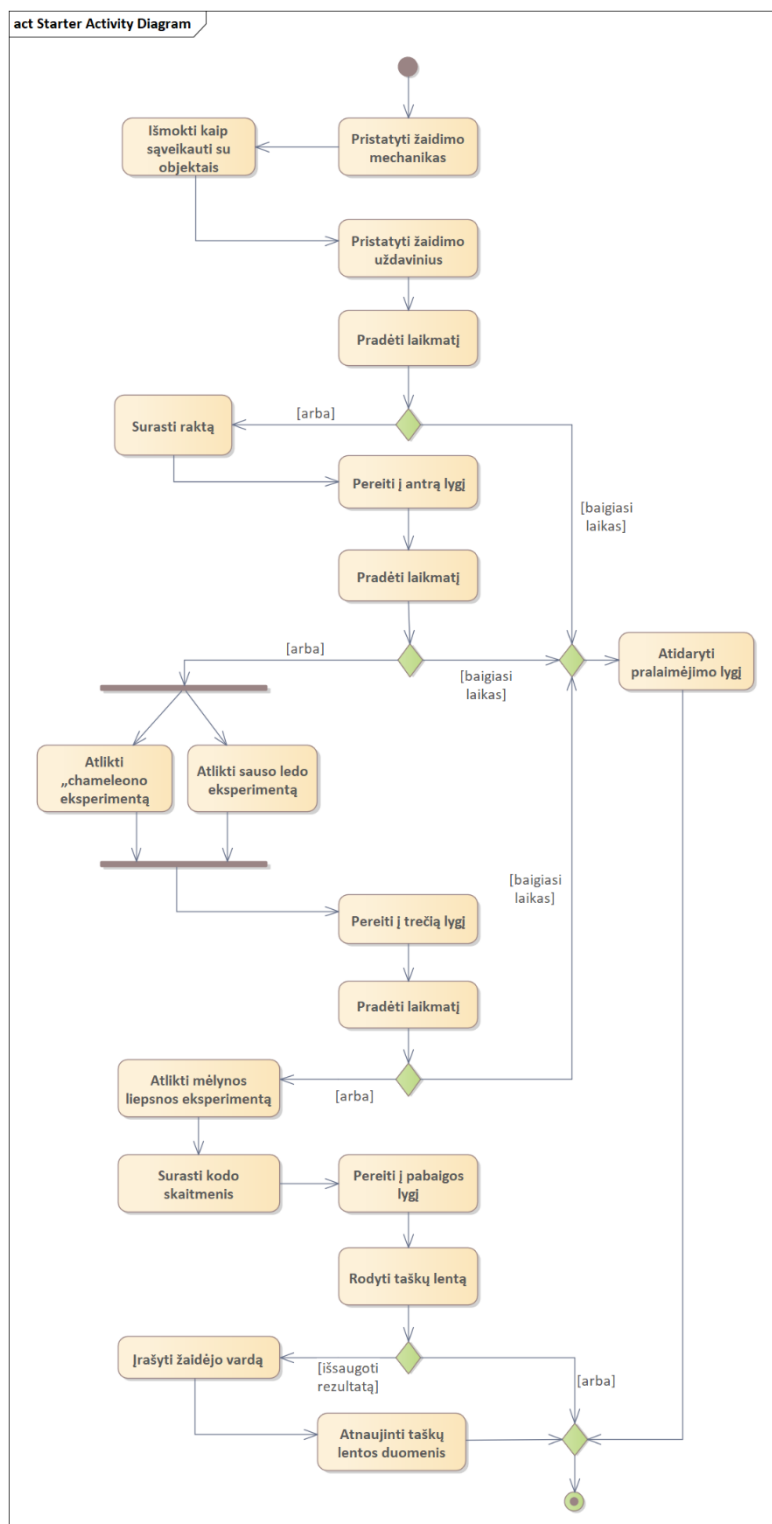 act Starter Activity Diagram
Išmokti kaip
sąveikauti su
objektais
Pristatyti žaidimo
mechanikas
Pristatyti žaidimo
uždavinius
Pradėti laikmatį
[arba]
Surasti raktą
Pereiti į antrą lygį
[baigiasi
laikas]
Pradėti laikmatį
[arba]
[baigiasi
laikas]
Atidaryti
pralaimėjimo lygį
Atlikti
„chameleono
eksperimentą
Atlikti sauso ledo
eksperimentą
[baigiasi
laikas]
Pereiti į trečią lygį
Pradėti laikmatį
Atlikti mėlynos
liepsnos eksperimentą
[arba]
Surasti kodo
skaitmenis
Pereiti į pabaigos
lygį
Rodyti taškų lentą
Įrašyti žaidėjo vardą
[išsaugoti
rezultatą]
[arba]
Atnaujinti taškų
lentos duomenis